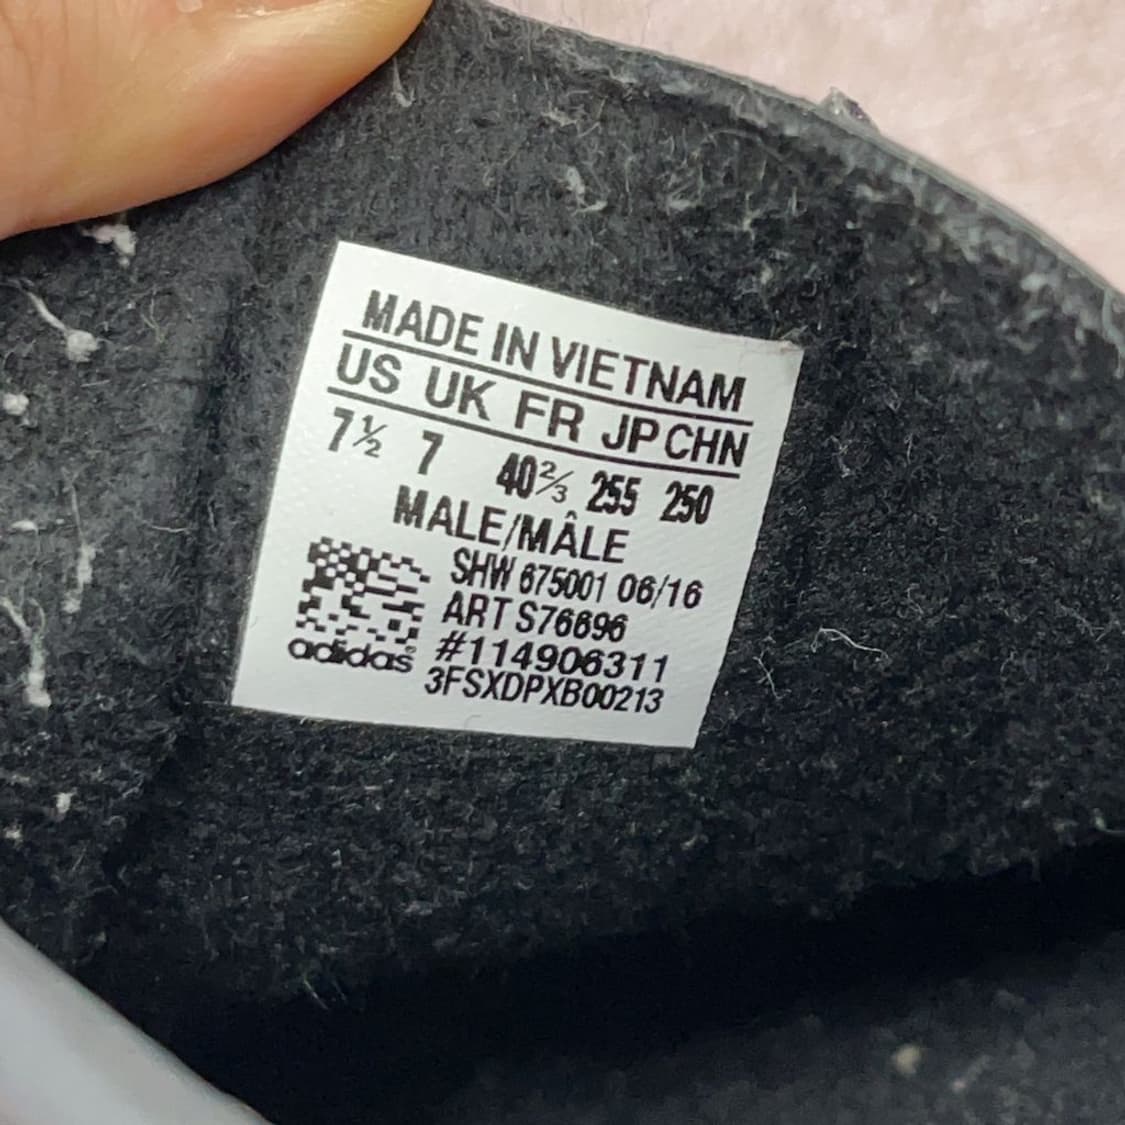 MADE IN VIETNAM
US UK FR JP CHN
7½ 7 40⅔ 255 250
MALE/MÂLE
SHW 675001 06/16
ART S76696
#114906311
adidas®
3FSXDPXB00213